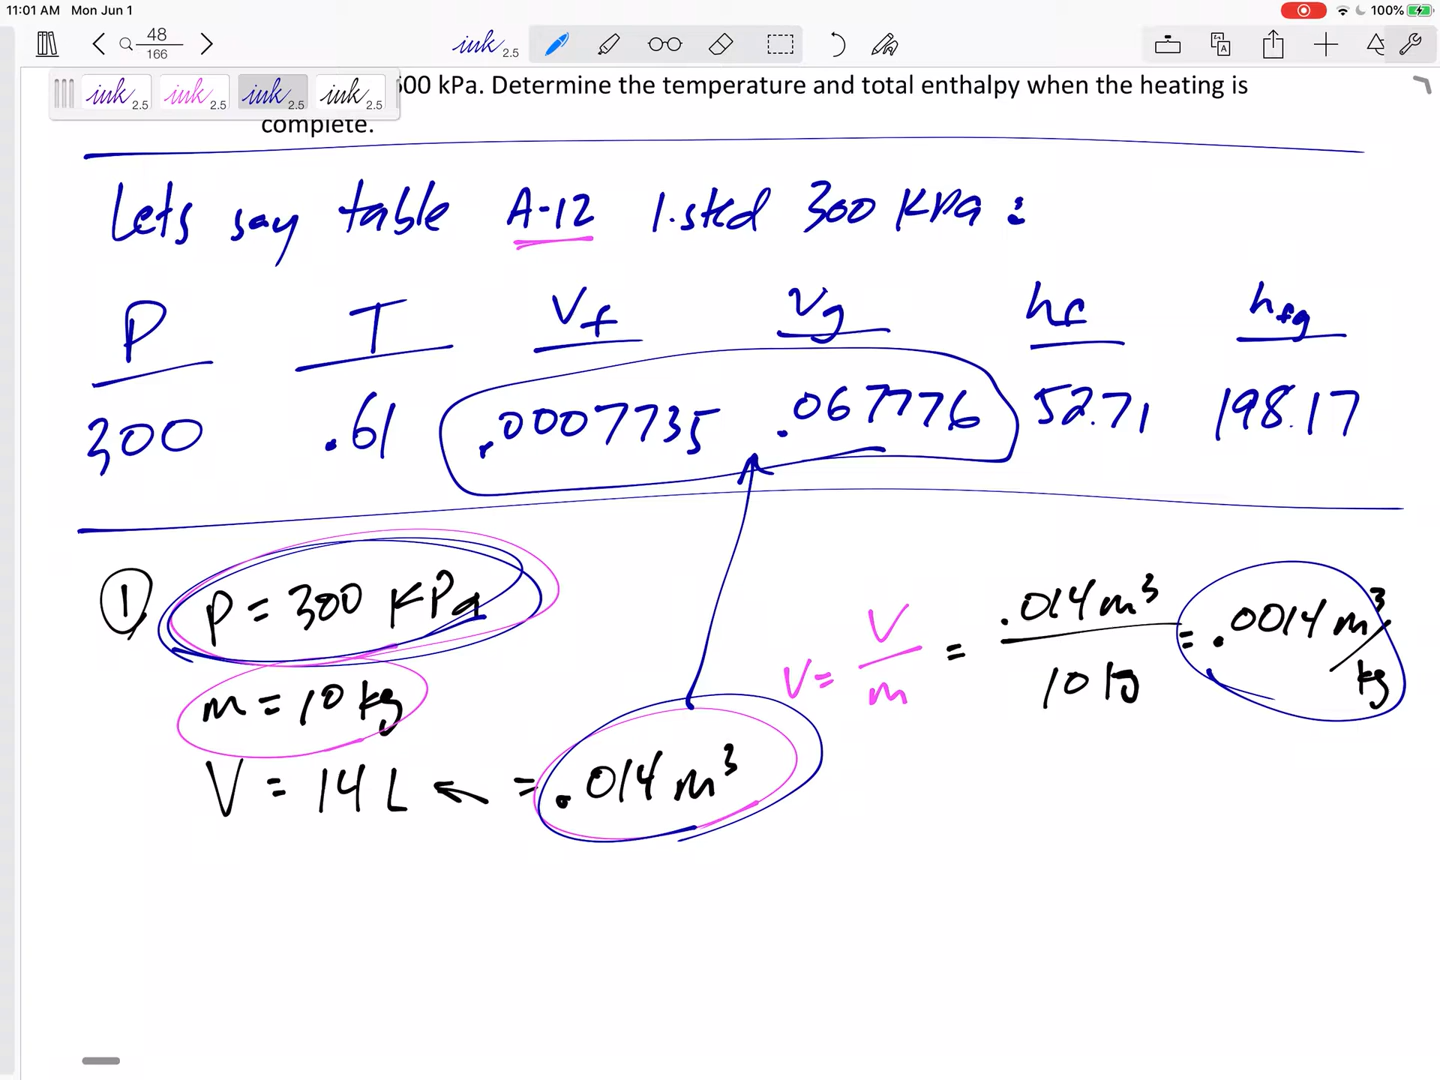 11:01 AM Mon Jun 1
100%
48
166
ink 2.5
ink 2.5 ink 2.5 ink 2.5 ink 2.5
00 kPa. Determine the temperature and total enthalpy when the heating is
complete.
Lets say table A-12 listed 300 KPa :
P T Vf Vg hf hfg
300 .61 .0007735 .067776 52.71 198.17
① P = 300 KPa
m = 10 kg
V = 14 L ← = .014 m³
v = V/m = .014 m³/10 kg = .0014 m³/kg